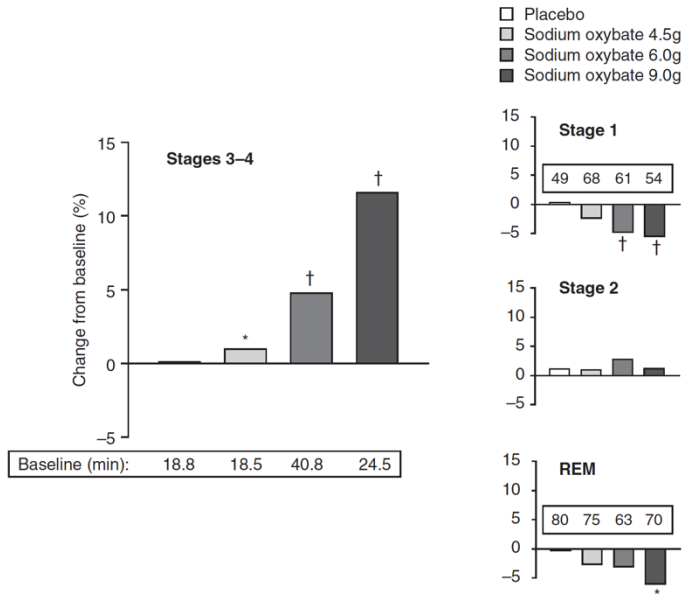 Placebo
Sodium oxybate 4.5g
Sodium oxybate 6.0g
Sodium oxybate 9.0g
Stages 3–4
Change from baseline (%)
15
10
5
0
–5
*
†
†
Baseline (min): 18.8 18.5 40.8 24.5
Stage 1
15
10
5
0
–5
49 68 61 54
† †
Stage 2
15
10
5
0
–5
REM
15
10
5
0
–5
80 75 63 70
*